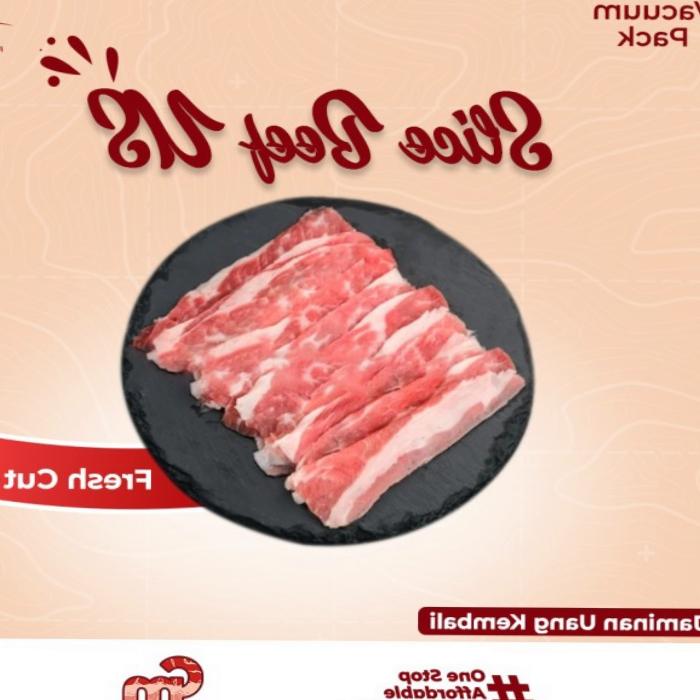 Vacuum
Pack
Slice Beef US
Fresh Cut
Jaminan Uang Kembali
#One Stop
Affordable